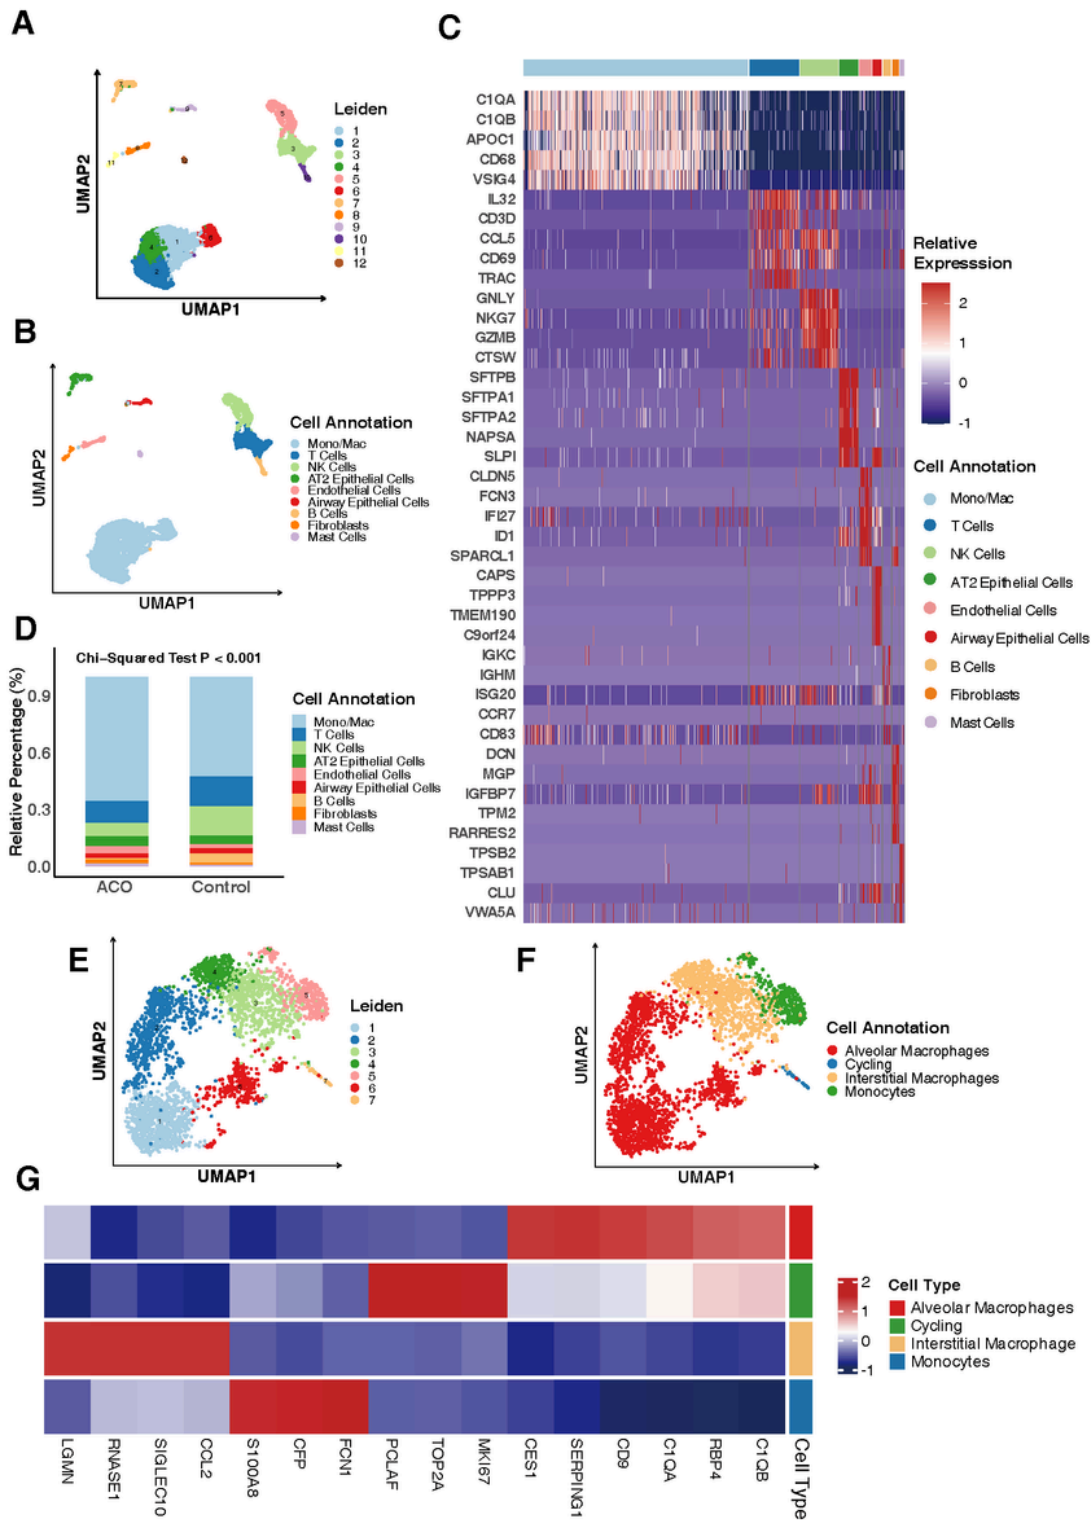 A
UMAP2
UMAP1
Leiden
1
2
3
4
5
6
7
8
9
10
11
12
B
UMAP2
UMAP1
Cell Annotation
Mono/Mac
T Cells
NK Cells
AT2 Epithelial Cells
Endothelial Cells
Airway Epithelial Cells
B Cells
Fibroblasts
Mast Cells
C
C1QA
C1QB
APOC1
CD68
VSIG4
IL32
CD3D
CCL5
CD69
TRAC
GNLY
NKG7
GZMB
CTSW
SFTPB
SFTPA1
SFTPA2
NAPSA
SLPI
CLDN5
FCN3
IFI27
ID1
SPARCL1
CAPS
TPPP3
TMEM190
C9orf24
IGKC
IGHM
ISG20
CCR7
CD83
DCN
MGP
IGFBP7
TPM2
RARRES2
TPSB2
TPSAB1
CLU
VWA5A
Relative
Expresssion
2
1
0
-1
Cell Annotation
Mono/Mac
T Cells
NK Cells
AT2 Epithelial Cells
Endothelial Cells
Airway Epithelial Cells
B Cells
Fibroblasts
Mast Cells
D
Chi-Squared Test P < 0.001
Relative Percentage (%)
0.9
0.6
0.3
0.0
ACO
Control
Cell Annotation
Mono/Mac
T Cells
NK Cells
AT2 Epithelial Cells
Endothelial Cells
Airway Epithelial Cells
B Cells
Fibroblasts
Mast Cells
E
UMAP2
UMAP1
Leiden
1
2
3
4
5
6
7
F
UMAP2
UMAP1
Cell Annotation
Alveolar Macrophages
Cycling
Interstitial Macrophages
Monocytes
G
LGMN
RNASE1
SIGLEC10
CCL2
S100A8
CFP
FCN1
PCLAF
TOP2A
MKI67
CES1
SERPING1
CD9
C1QA
RBP4
C1QB
Cell Type
2
1
0
-1
Cell Type
Alveolar Macrophages
Cycling
Interstitial Macrophage
Monocytes